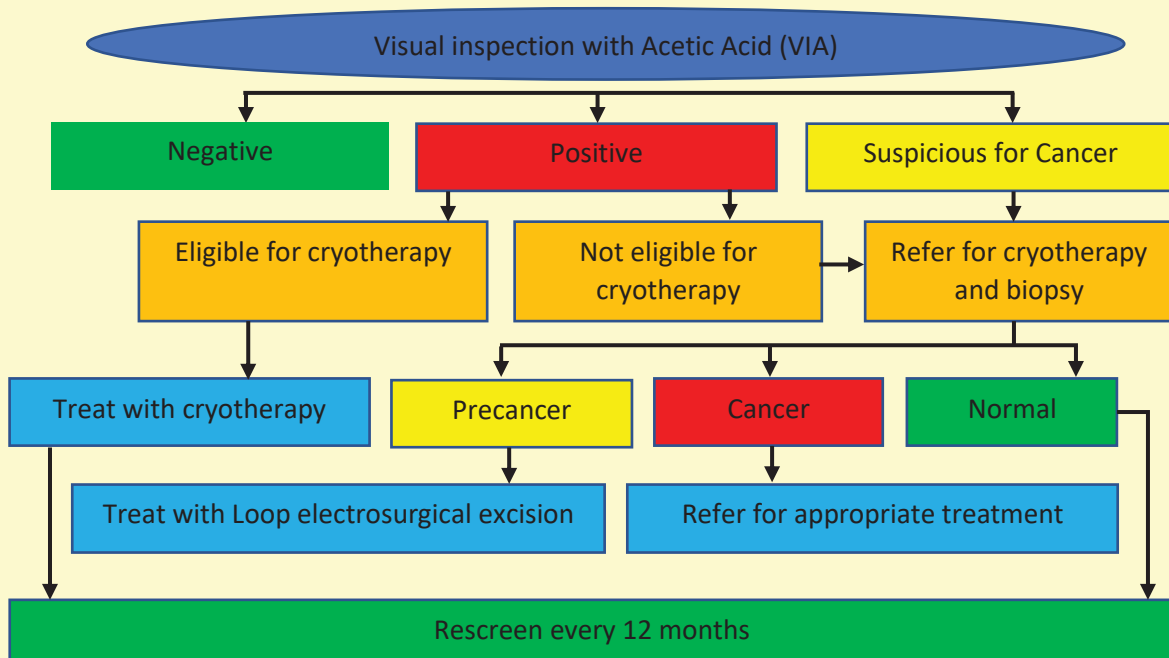 Visual inspection with Acetic Acid (VIA)
Negative
Positive
Suspicious for Cancer
Eligible for cryotherapy
Not eligible for
cryotherapy
Refer for cryotherapy
and biopsy
Treat with cryotherapy
Precancer
Cancer
Normal
Treat with Loop electrosurgical excision
Refer for appropriate treatment
Rescreen every 12 months